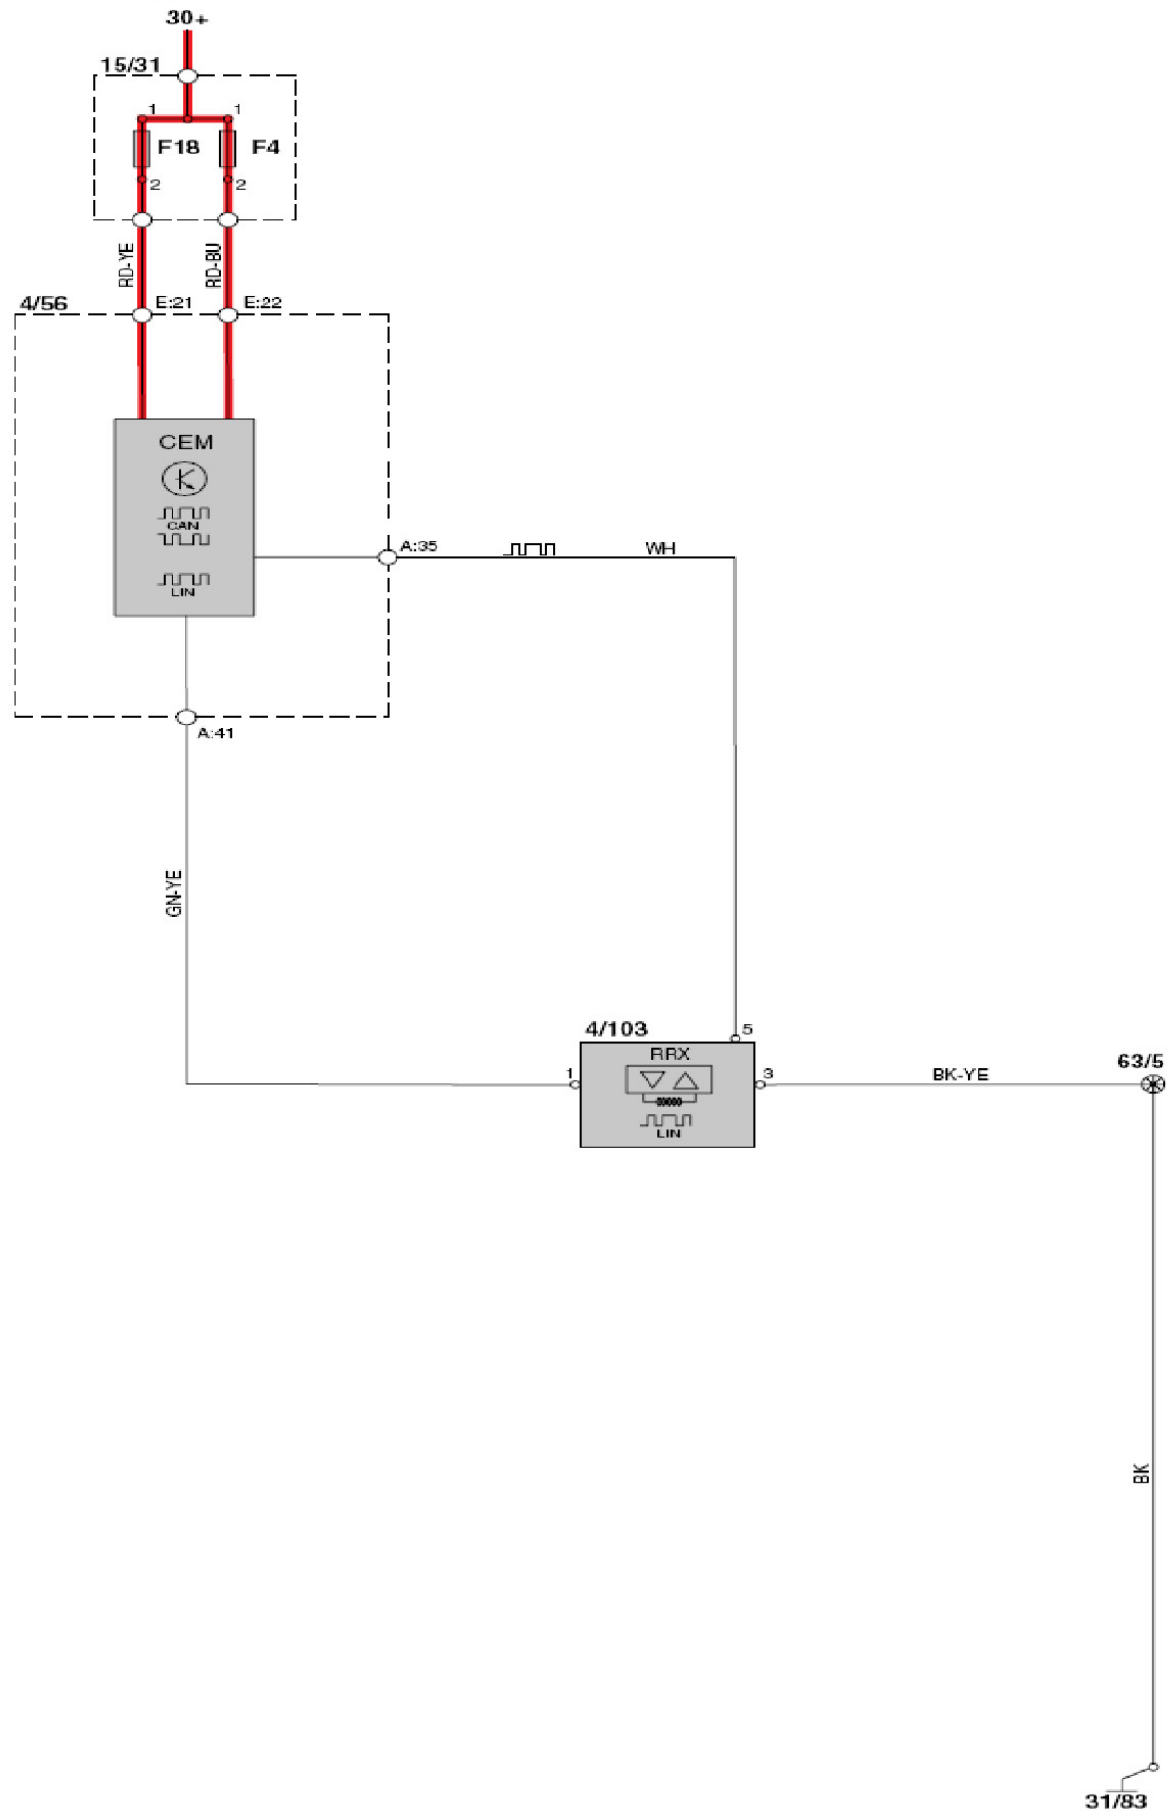 30+
15/31
1 1
F18 F4
2 2
RD-YE RD-BU
4/56 E:21 E:22
CEM
CAN
LIN
A:35 WH
A:41
GN-YE
4/103 5
RRX
1 3
LIN
BK-YE
63/5
BK
31/83